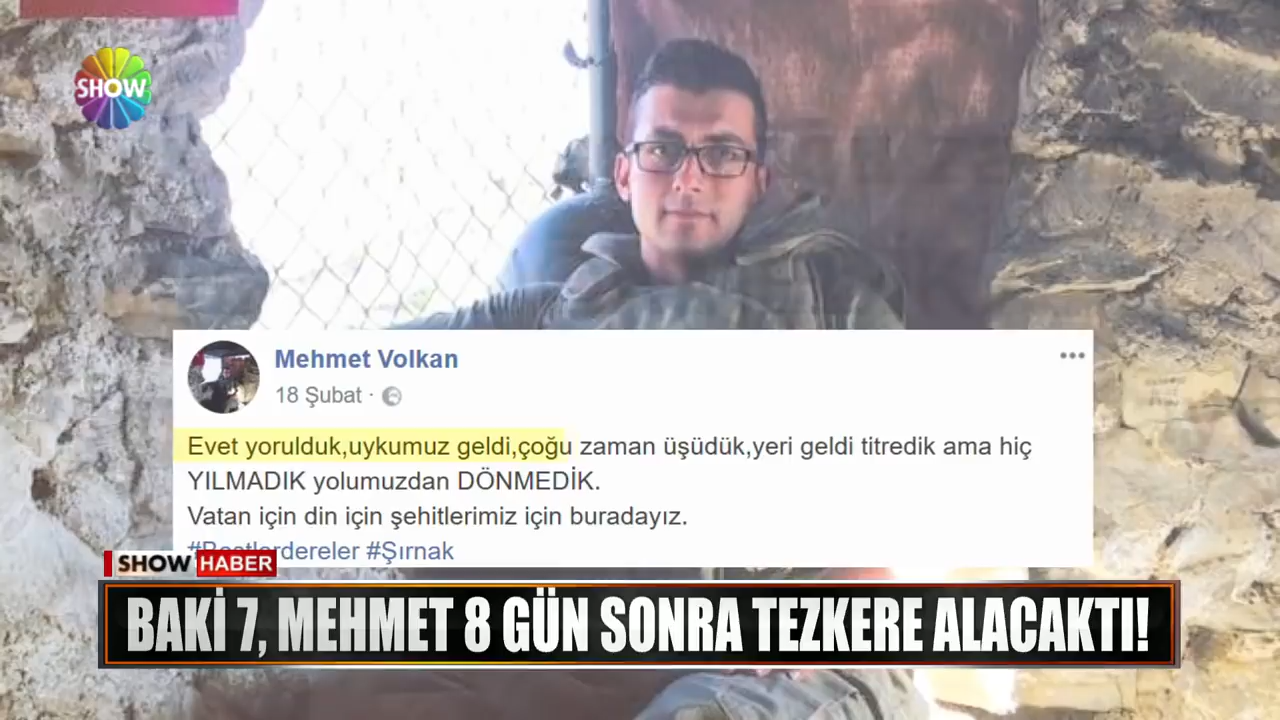 SHOW
Mehmet Volkan
18 Şubat ·
Evet yorulduk,uykumuz geldi,çoğu zaman üşüdük,yeri geldi titredik ama hiç
YILMADIK yolumuzdan DÖNMEDİK.
Vatan için din için şehitlerimiz için buradayız.
#Şırnak
SHOW HABER
BAKİ 7, MEHMET 8 GÜN SONRA TEZKERE ALACAKTI!